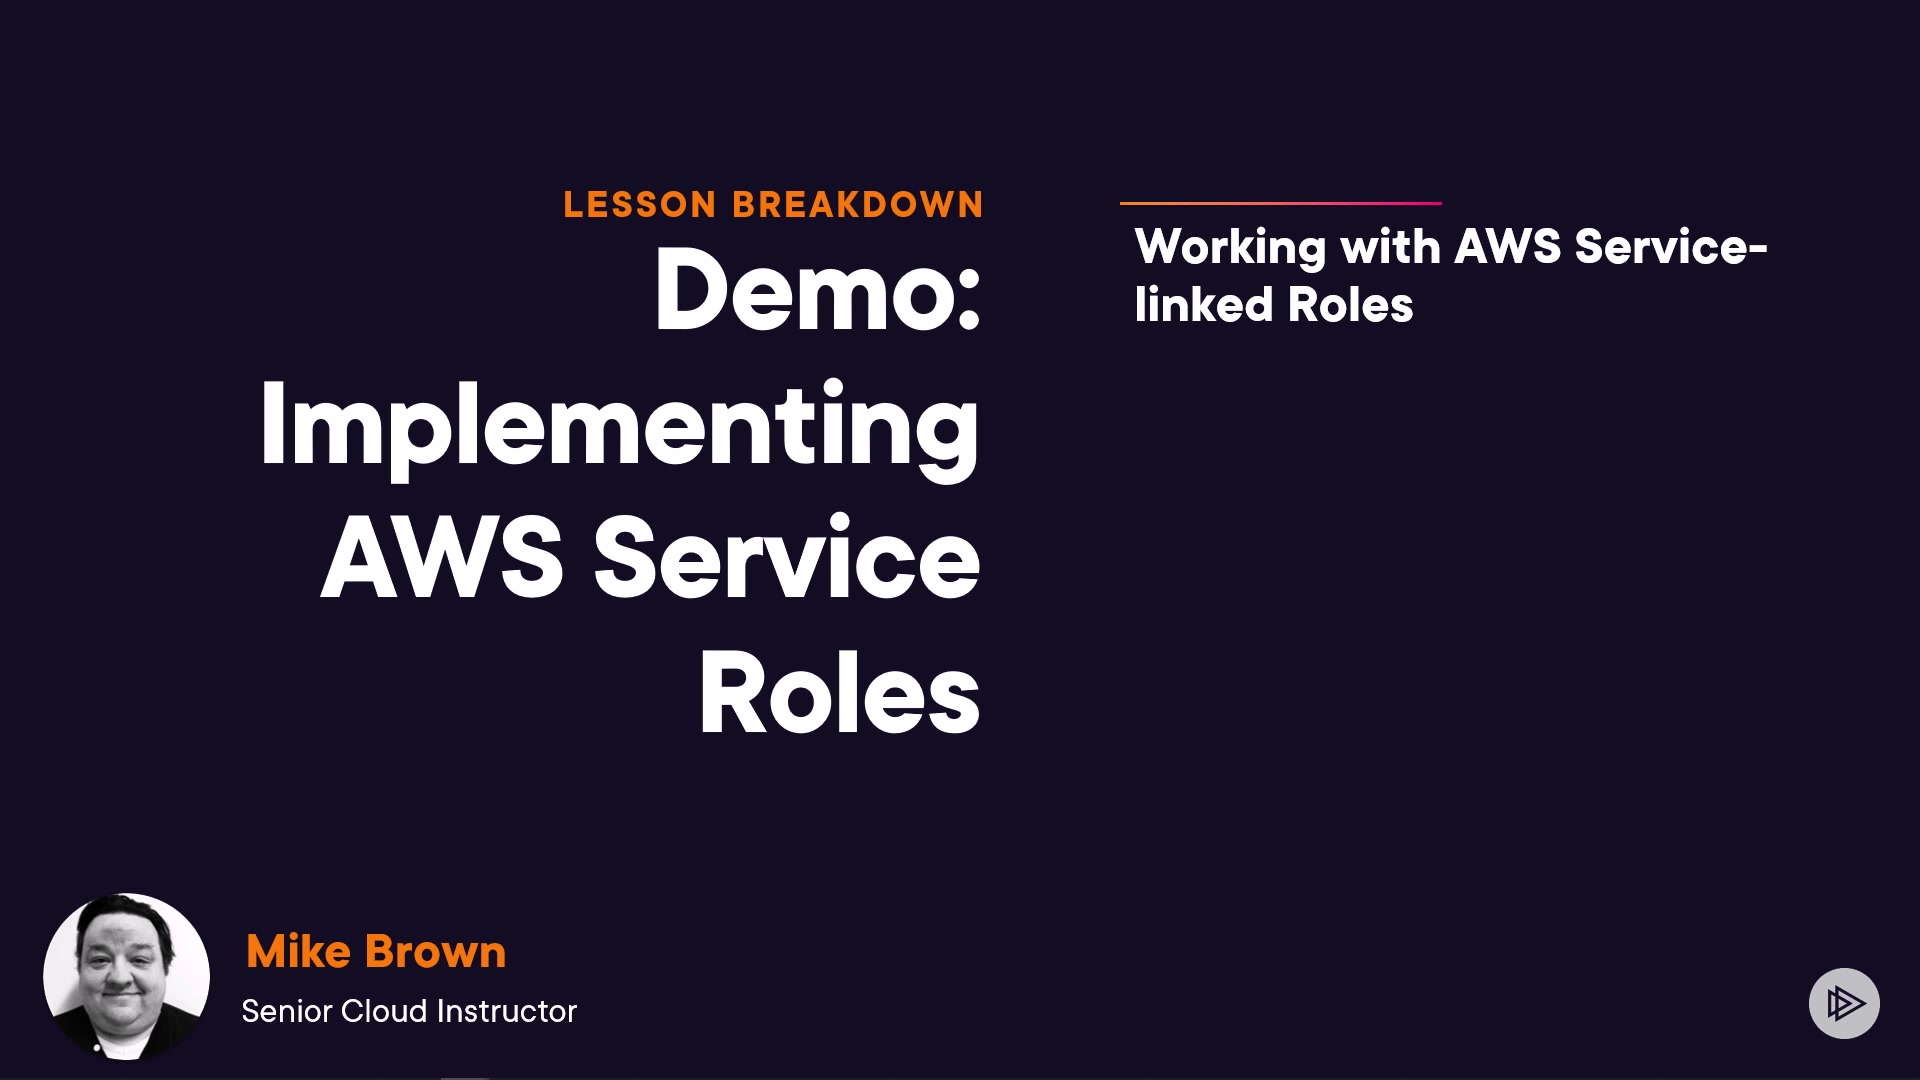 LESSON BREAKDOWN
Demo:
Implementing
AWS Service
Roles
Working with AWS Service-
linked Roles
Mike Brown
Senior Cloud Instructor